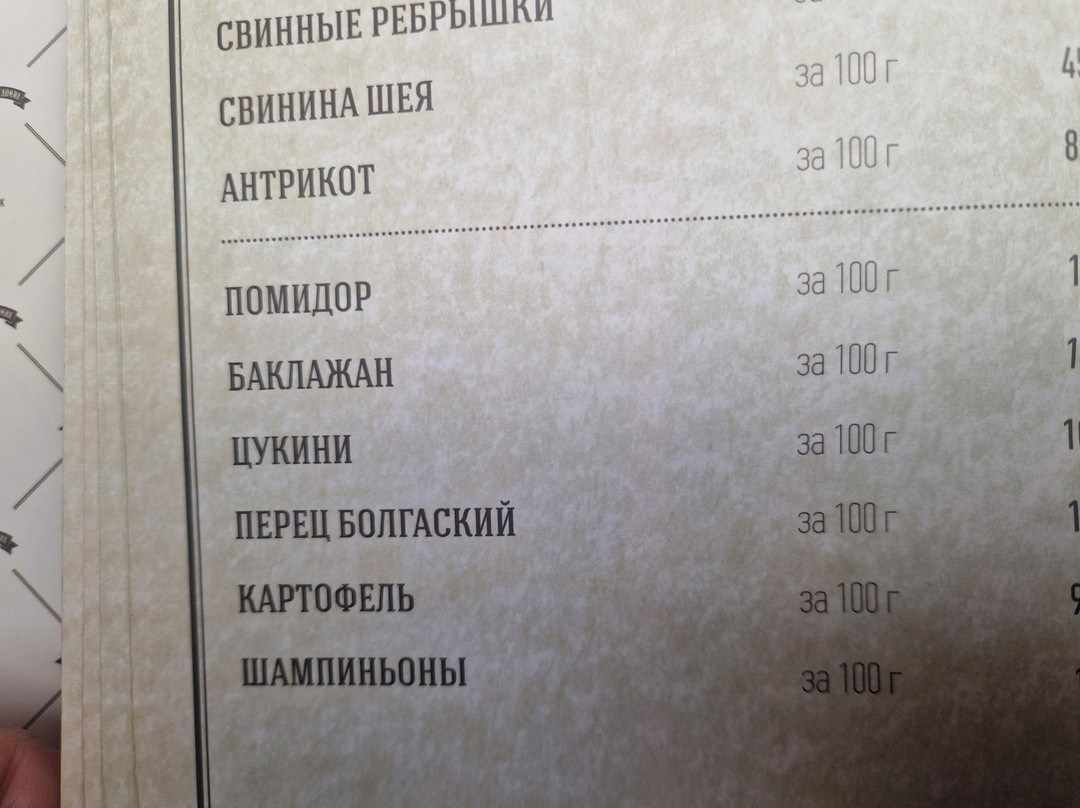 СВИННЫЕ РЕБРЫШКИ
СВИНИНА ШЕЯ за 100 г
АНТРИКОТ за 100 г
ПОМИДОР за 100 г
БАКЛАЖАН за 100 г
ЦУКИНИ за 100 г
ПЕРЕЦ БОЛГАСКИЙ за 100 г
КАРТОФЕЛЬ за 100 г
ШАМПИНЬОНЫ за 100 г